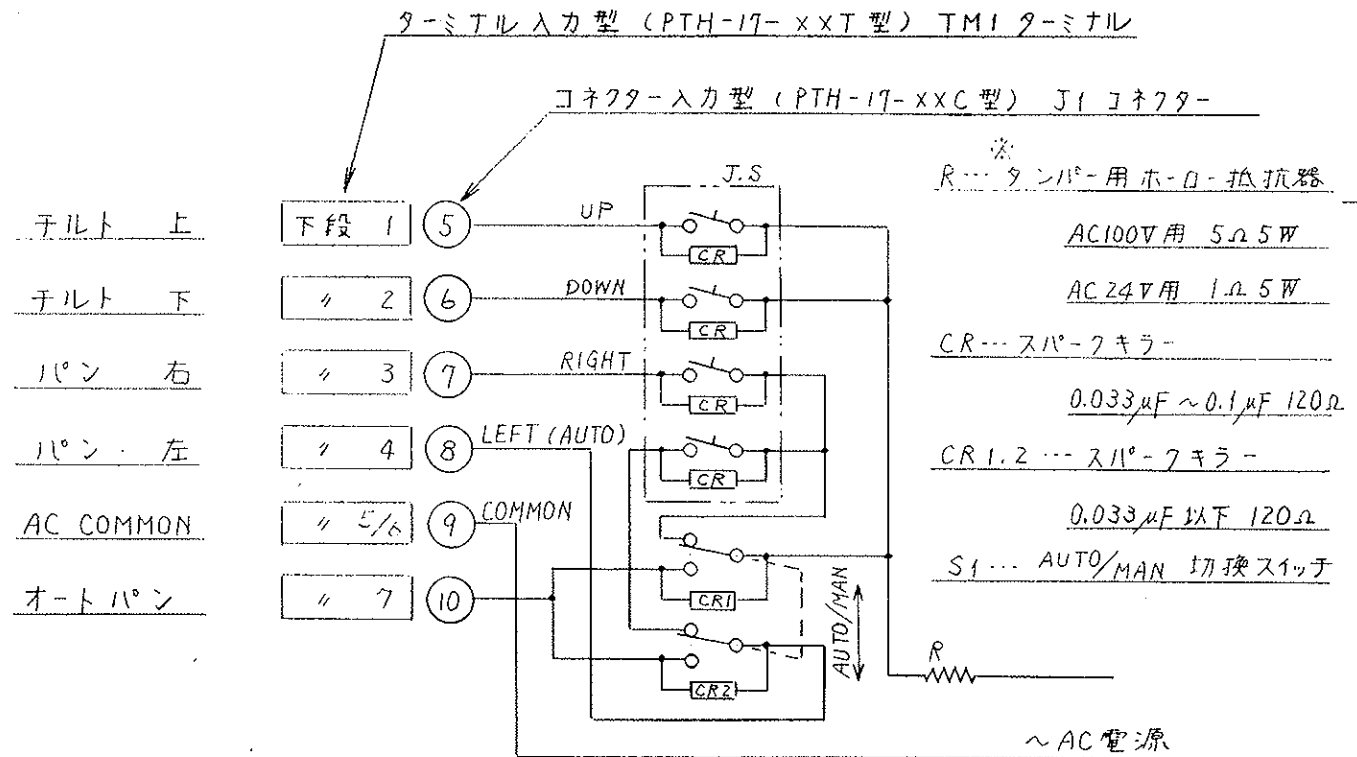 ターミナル入力型 (PTH-17-××T型) TM1 ターミナル
コネクター入力型 (PTH-17-××C型) J1 コネクター
※
R… タンパー用ホーロー抵抗器
AC100V用 5Ω 5W
AC24V用 1Ω 5W
CR… スパークキラー
0.033μF~0.1μF 120Ω
CR1.2 … スパークキラー
0.033μF以下 120Ω
S1… AUTO/MAN 切換スイッチ
J.S
チルト 上 下段 1 5 UP
CR
チルト 下 〃 2 6 DOWN
CR
パン 右 〃 3 7 RIGHT
CR
パン 左 〃 4 8 LEFT (AUTO)
CR
AC COMMON 〃 5/6 9 COMMON
オートパン 〃 7 10
CR1
CR2
AUTO/MAN
R
~AC電源